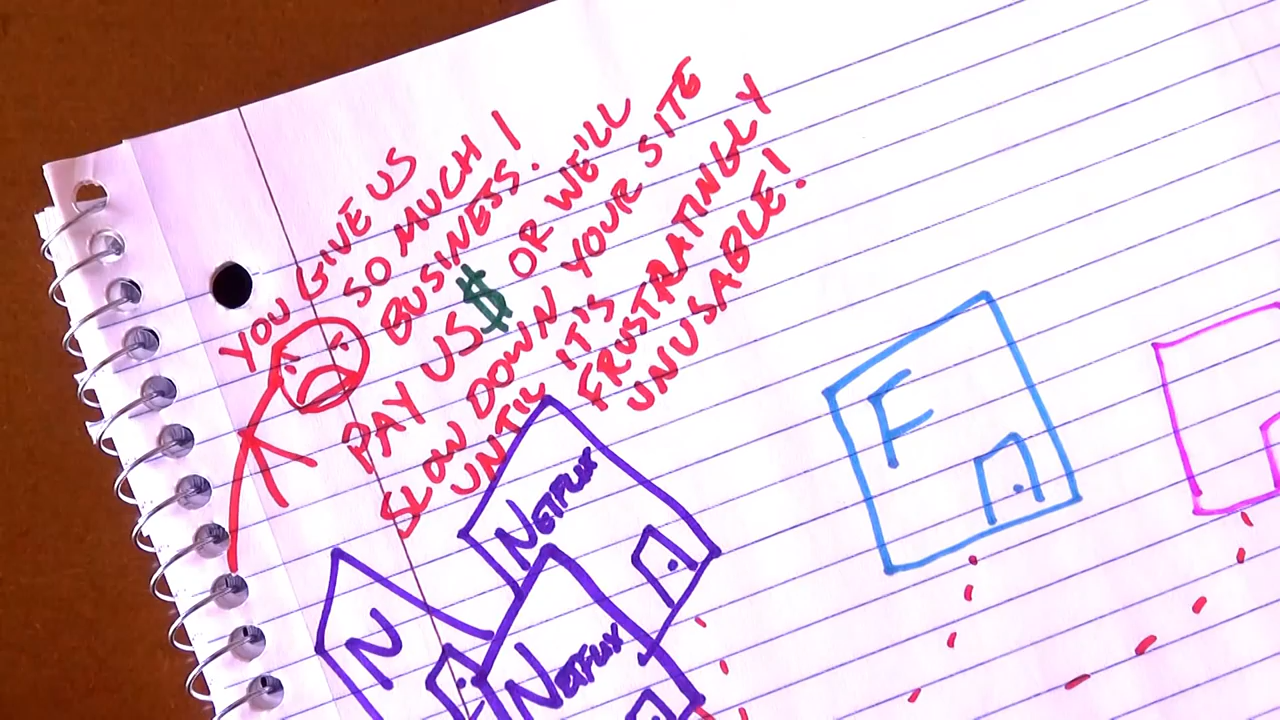 YOU GIVE US
SO MUCH!
BUSINESS.
PAY US $ OR WE'LL
SLOW DOWN YOUR SITE
UNTIL IT'S
FRUSTRATINGLY
UNUSABLE!
F
NETFLIX
N
NETFLIX